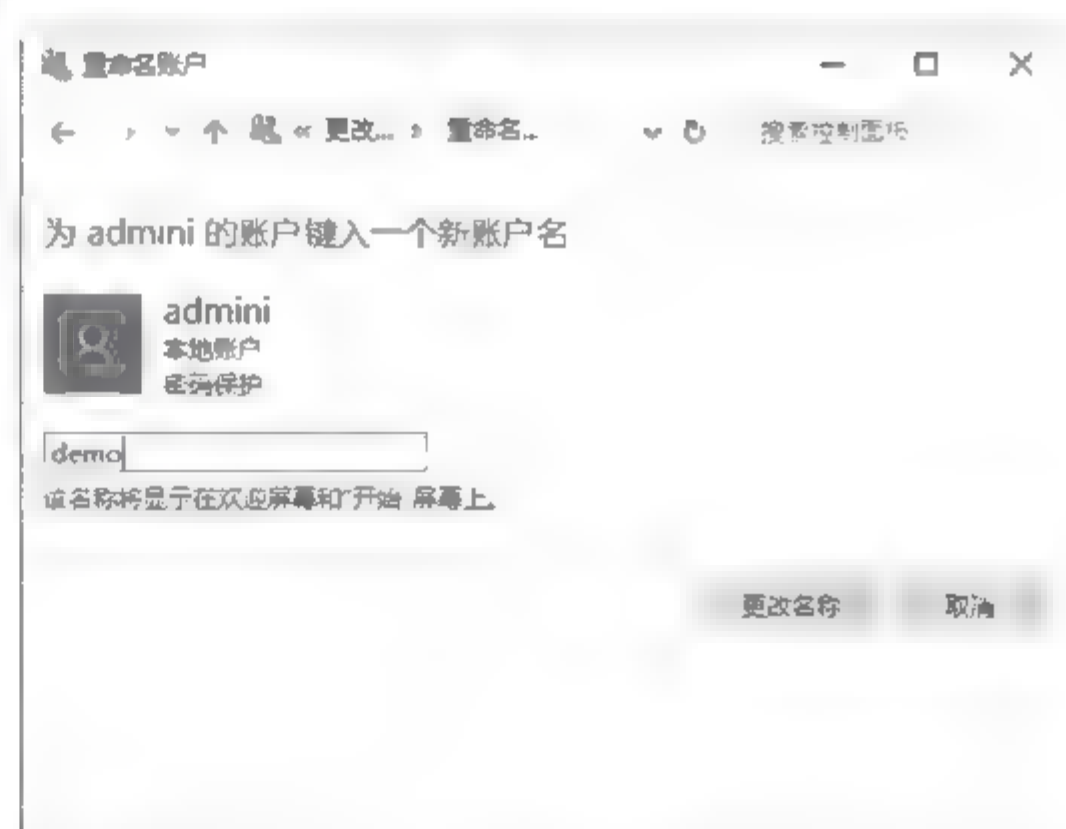 重命名账户
« 更改... › 重命名...
搜索控制面板
为 admini 的账户键入一个新账户名
admini
本地账户
密码保护
demo
该名称将显示在欢迎屏幕和"开始"屏幕上。
更改名称
取消